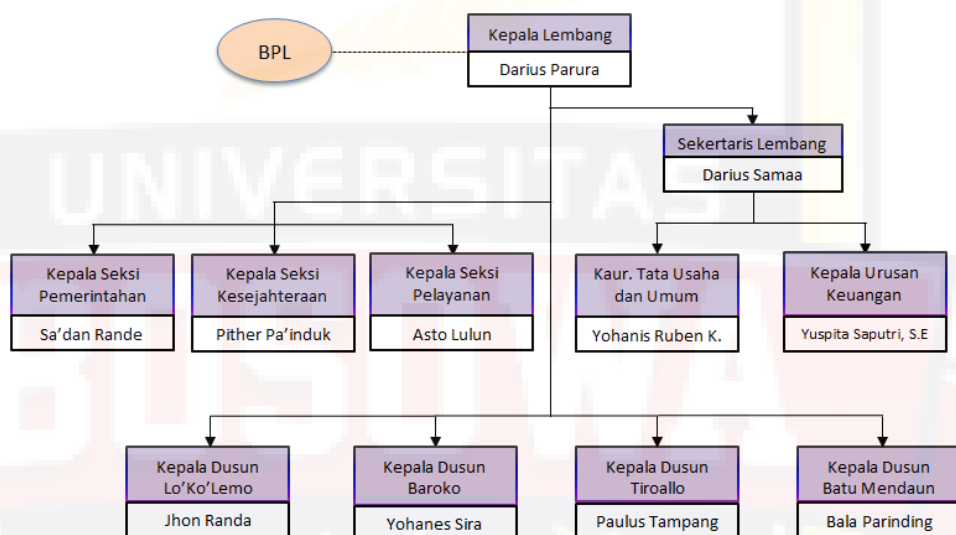 BPL
Kepala Lembang
Darius Parura
Sekertaris Lembang
Darius Samaa
UNIVERSITAS
Kepala Seksi
Pemerintahan
Sa'dan Rande
Kepala Seksi
Kesejahteraan
Pither Pa'induk
Kepala Seksi
Pelayanan
Asto Lulun
Kaur. Tata Usaha
dan Umum
Yohanis Ruben K.
Kepala Urusan
Keuangan
Yuspita Saputri, S.E
BOSOWA
Kepala Dusun
Lo'Ko'Lemo
Jhon Randa
Kepala Dusun
Baroko
Yohanes Sira
Kepala Dusun
Tiroallo
Paulus Tampang
Kepala Dusun
Batu Mendaun
Bala Parinding